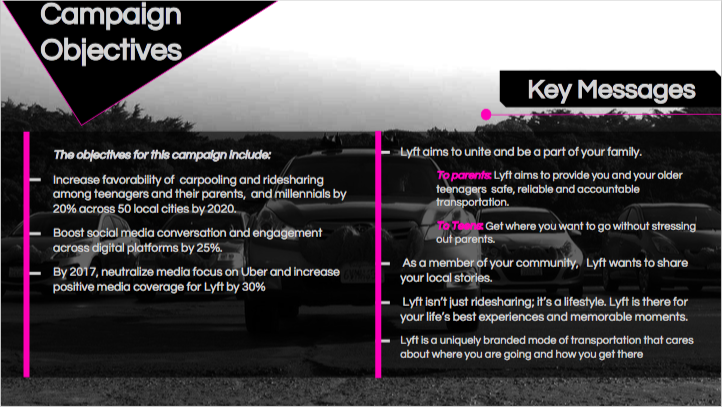 Campaign
Objectives
Key Messages
The objectives for this campaign include:
Increase favorability of carpooling and ridesharing
among teenagers and their parents, and millennials by
20% across 50 local cities by 2020.
Boost social media conversation and engagement
across digital platforms by 25%.
By 2017, neutralize media focus on Uber and increase
positive media coverage for Lyft by 30%
Lyft aims to unite and be a part of your family.
To parents: Lyft aims to provide you and your older
teenagers safe, reliable and accountable
transportation.
To Teens: Get where you want to go without stressing
out parents.
As a member of your community, Lyft wants to share
your local stories.
Lyft isn't just ridesharing; it's a lifestyle. Lyft is there for
your life's best experiences and memorable moments.
Lyft is a uniquely branded mode of transportation that cares
about where you are going and how you get there